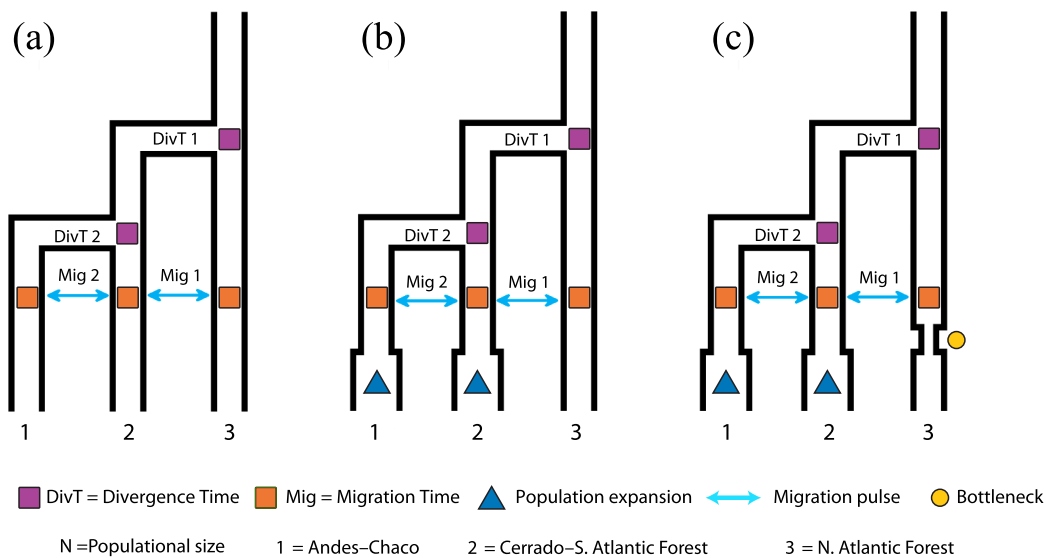 (a) (b) (c)
DivT 1 DivT 1 DivT 1
DivT 2 DivT 2 DivT 2
Mig 2 Mig 1 Mig 2 Mig 1 Mig 2 Mig 1
1 2 3 1 2 3 1 2 3
DivT = Divergence Time Mig = Migration Time Population expansion Migration pulse Bottleneck
N =Populational size 1 = Andes–Chaco 2 = Cerrado–S. Atlantic Forest 3 = N. Atlantic Forest